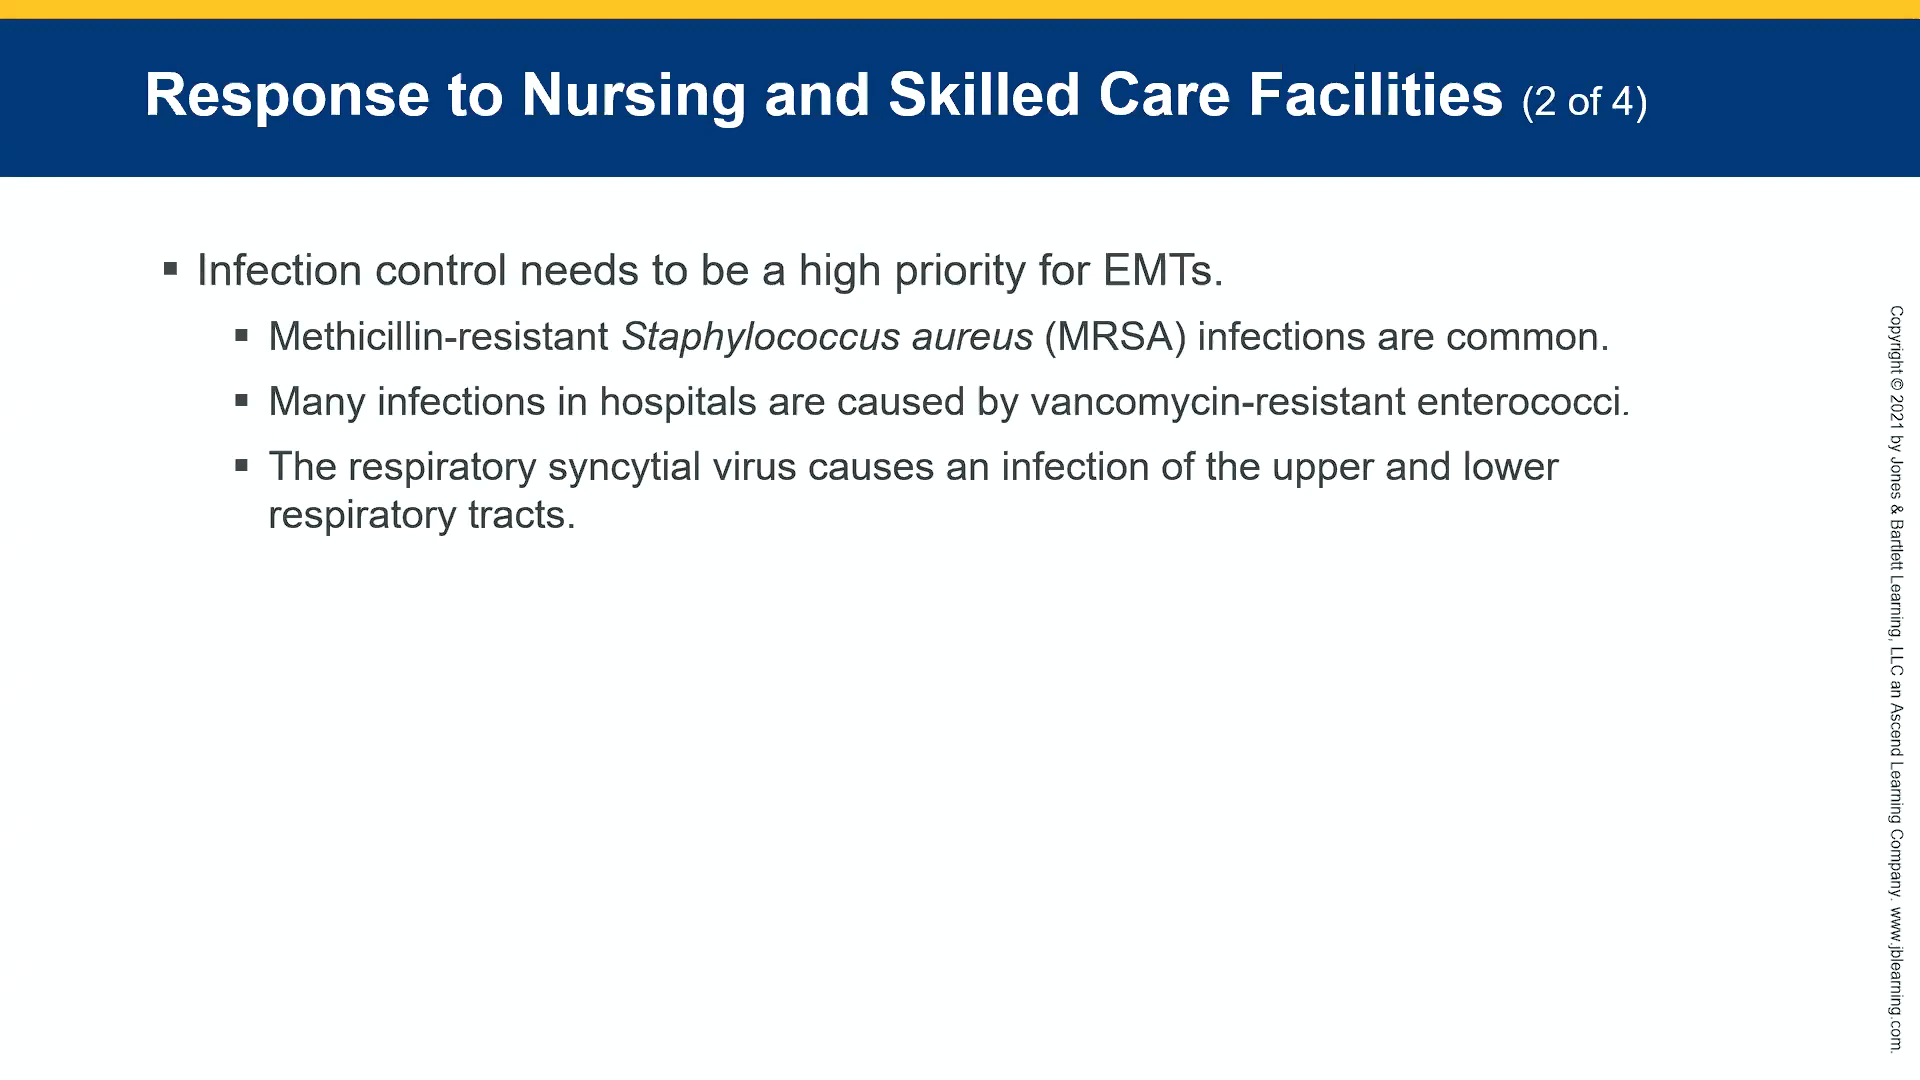 Response to Nursing and Skilled Care Facilities (2 of 4)
▪ Infection control needs to be a high priority for EMTs.
▪ Methicillin-resistant Staphylococcus aureus (MRSA) infections are common.
▪ Many infections in hospitals are caused by vancomycin-resistant enterococci.
▪ The respiratory syncytial virus causes an infection of the upper and lower
respiratory tracts.
Copyright © 2021 by Jones & Bartlett Learning, LLC an Ascend Learning Company. www.jblearning.com.